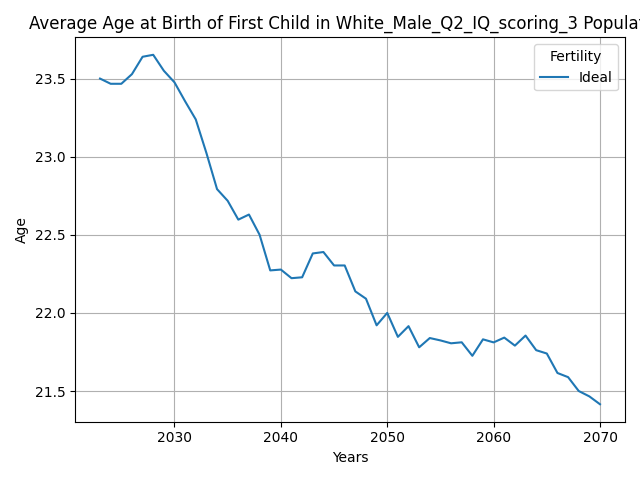 Average Age at Birth of First Child in White_Male_Q2_IQ_scoring_3 Populat
Fertility
Ideal
23.5
23.0
22.5
22.0
21.5
Age
2030 2040 2050 2060 2070
Years